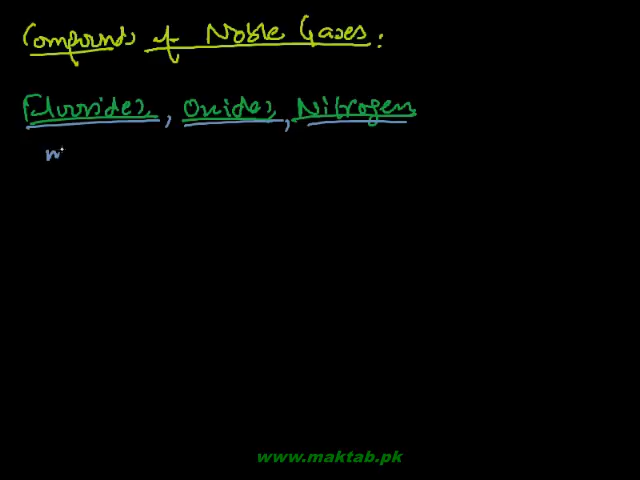 Compounds of Noble Gases:
Fluorides, Oxides, Nitrogen
www.maktab.pk